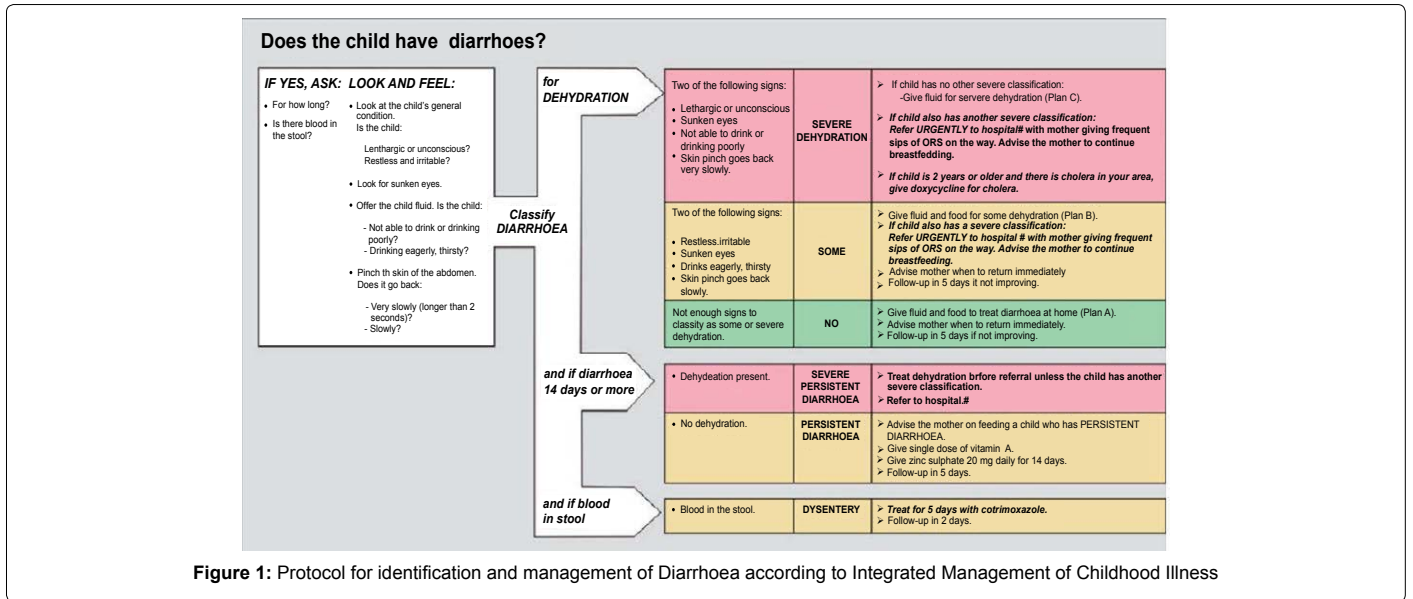 Does the child have diarrhoes?
IF YES, ASK:
• For how long?
• Is there blood in
the stool?
LOOK AND FEEL:
• Look at the child's general
condition.
Is the child:
Lenthargic or unconscious?
Restless and irritable?
• Look for sunken eyes.
• Offer the child fluid. Is the child:
- Not able to drink or drinking
poorly?
- Drinking eagerly, thirsty?
• Pinch th skin of the abdomen.
Does it go back:
- Very slowly (longer than 2
seconds)?
- Slowly?
Classify
DIARRHOEA
for
DEHYDRATION
Two of the following signs:
• Lethargic or unconscious
• Sunken eyes
• Not able to drink or
drinking poorly
• Skin pinch goes back
very slowly.
SEVERE
DEHYDRATION
➢ If child has no other severe classification:
-Give fluid for servere dehydration (Plan C).
➢ If child also has another severe classification:
Refer URGENTLY to hospital# with mother giving frequent
sips of ORS on the way. Advise the mother to continue
breastfedding.
➢ If child is 2 years or older and there is cholera in your area,
give doxycycline for cholera.
Two of the following signs:
• Restless.irritable
• Sunken eyes
• Drinks eagerly, thirsty
• Skin pinch goes back
slowly.
SOME
➢ Give fluid and food for some dehydration (Plan B).
➢ If child also has a severe classification:
Refer URGENTLY to hospital # with mother giving frequent
sips of ORS on the way. Advise the mother to continue
breastfeeding.
➢ Advise mother when to return immediately
➢ Follow-up in 5 days it not improving.
Not enough signs to
classity as some or severe
dehydration.
NO
➢ Give fluid and food to treat diarrhoea at home (Plan A).
➢ Advise mother when to return immediately.
➢ Follow-up in 5 days if not improving.
and if diarrhoea
14 days or more
• Dehydeation present.
SEVERE
PERSISTENT
DIARRHOEA
➢ Treat dehydration brfore referral unless the child has another
severe classification.
➢ Refer to hospital.#
• No dehydration.
PERSISTENT
DIARRHOEA
➢ Advise the mother on feeding a child who has PERSISTENT
DIARRHOEA.
➢ Give single dose of vitamin A.
➢ Give zinc sulphate 20 mg daily for 14 days.
➢ Follow-up in 5 days.
and if blood
in stool
• Blood in the stool.
DYSENTERY
➢ Treat for 5 days with cotrimoxazole.
➢ Follow-up in 2 days.
Figure 1: Protocol for identification and management of Diarrhoea according to Integrated Management of Childhood Illness